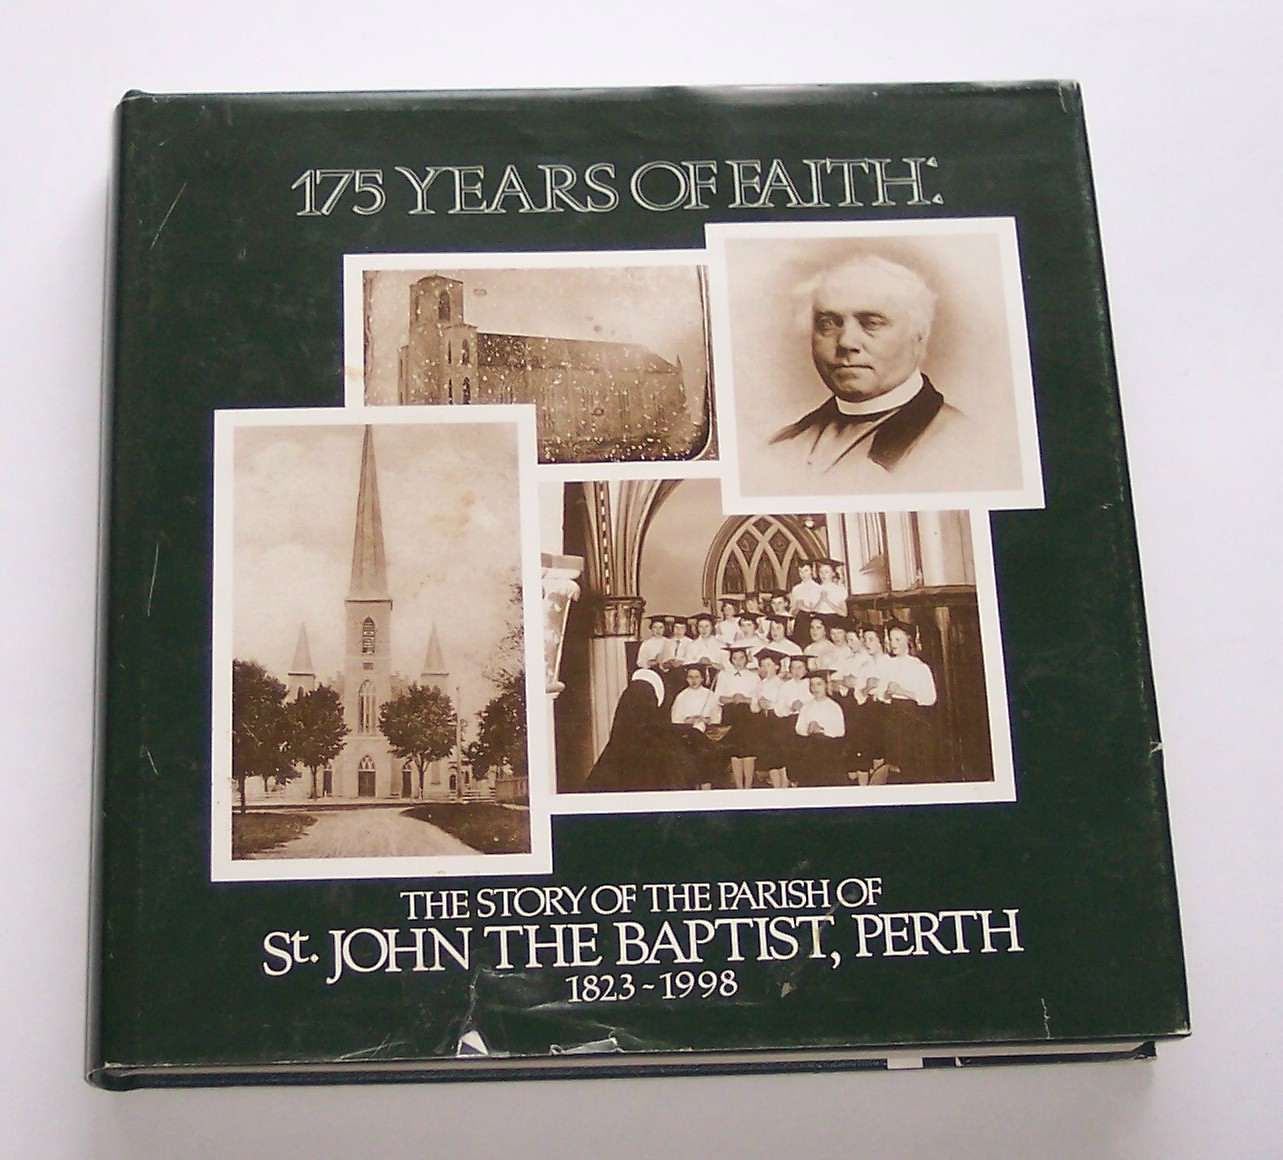 175 YEARS OF FAITH:
THE STORY OF THE PARISH OF
St. JOHN THE BAPTIST, PERTH
1823~1998